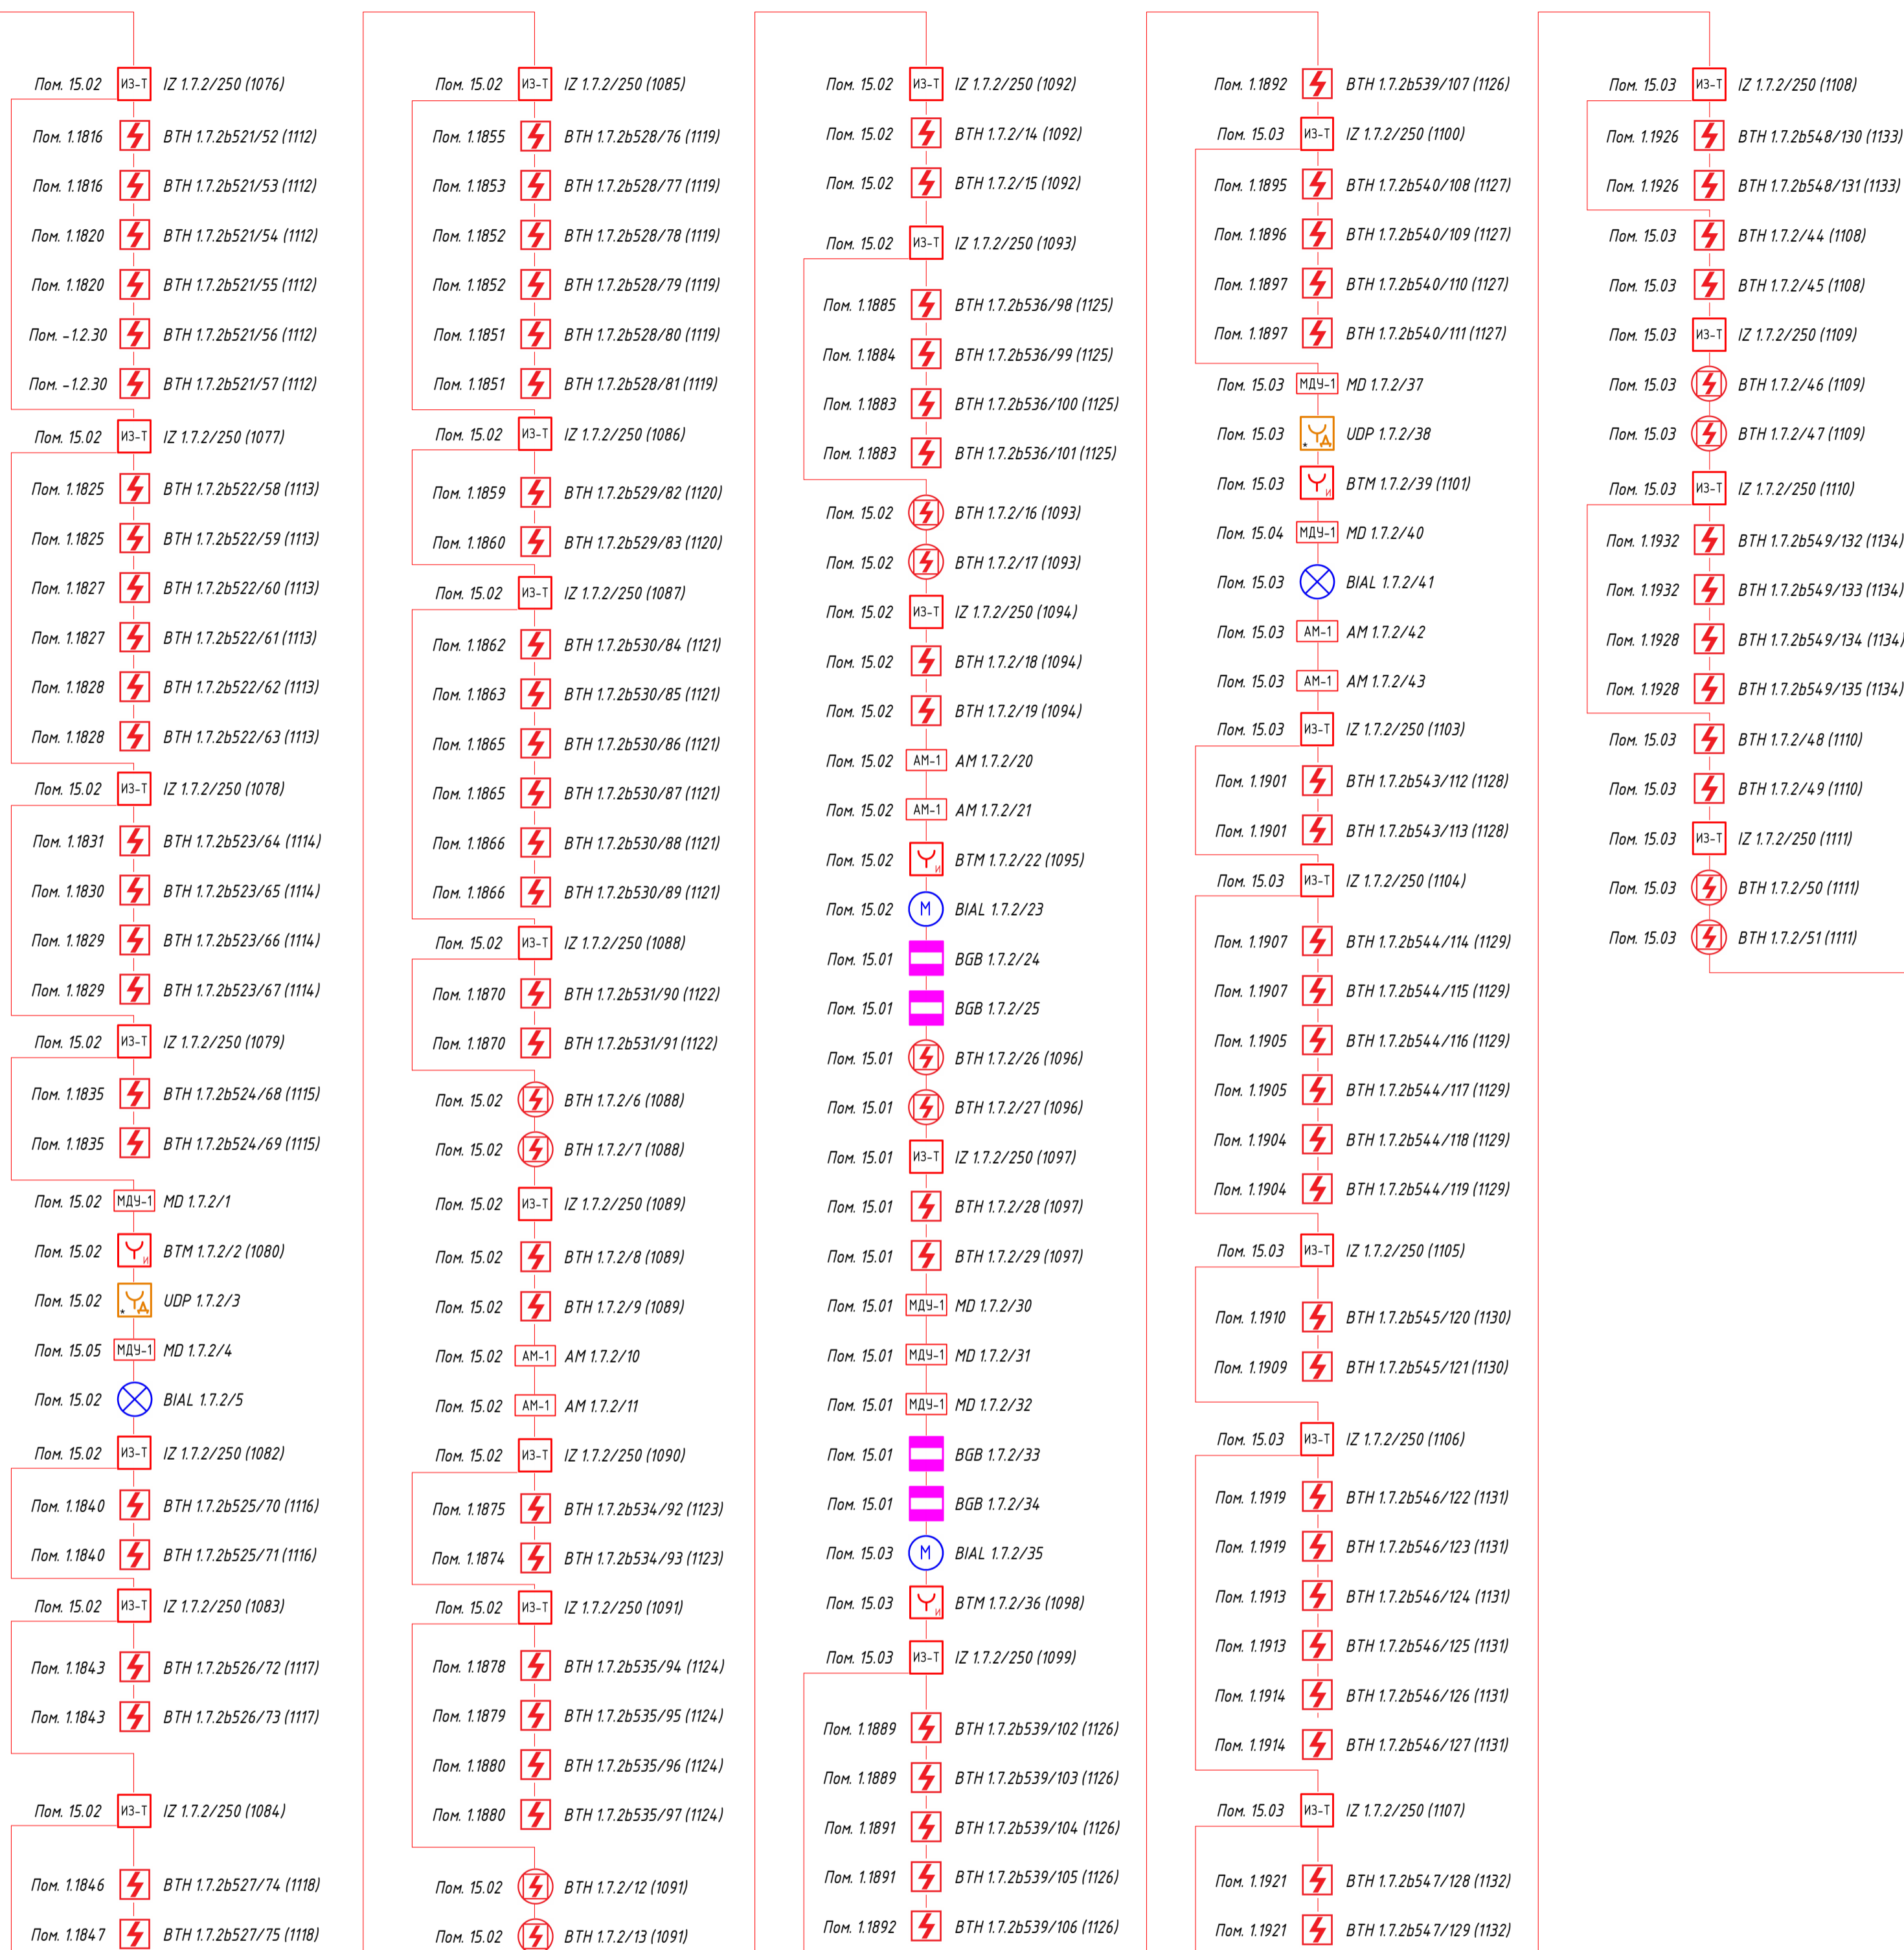 Пом. 15.02 ИЗ-Т IZ 1.7.2/250 (1076)
Пом. 1.1816 BTH 1.7.2b521/52 (1112)
Пом. 1.1816 BTH 1.7.2b521/53 (1112)
Пом. 1.1820 BTH 1.7.2b521/54 (1112)
Пом. 1.1820 BTH 1.7.2b521/55 (1112)
Пом. -1.2.30 BTH 1.7.2b521/56 (1112)
Пом. -1.2.30 BTH 1.7.2b521/57 (1112)
Пом. 15.02 ИЗ-Т IZ 1.7.2/250 (1077)
Пом. 1.1825 BTH 1.7.2b522/58 (1113)
Пом. 1.1825 BTH 1.7.2b522/59 (1113)
Пом. 1.1827 BTH 1.7.2b522/60 (1113)
Пом. 1.1827 BTH 1.7.2b522/61 (1113)
Пом. 1.1828 BTH 1.7.2b522/62 (1113)
Пом. 1.1828 BTH 1.7.2b522/63 (1113)
Пом. 15.02 ИЗ-Т IZ 1.7.2/250 (1078)
Пом. 1.1831 BTH 1.7.2b523/64 (1114)
Пом. 1.1830 BTH 1.7.2b523/65 (1114)
Пом. 1.1829 BTH 1.7.2b523/66 (1114)
Пом. 1.1829 BTH 1.7.2b523/67 (1114)
Пом. 15.02 ИЗ-Т IZ 1.7.2/250 (1079)
Пом. 1.1835 BTH 1.7.2b524/68 (1115)
Пом. 1.1835 BTH 1.7.2b524/69 (1115)
Пом. 15.02 МДУ-1 MD 1.7.2/1
Пом. 15.02 И BTM 1.7.2/2 (1080)
Пом. 15.02 * Д UDP 1.7.2/3
Пом. 15.05 МДУ-1 MD 1.7.2/4
Пом. 15.02 BIAL 1.7.2/5
Пом. 15.02 ИЗ-Т IZ 1.7.2/250 (1082)
Пом. 1.1840 BTH 1.7.2b525/70 (1116)
Пом. 1.1840 BTH 1.7.2b525/71 (1116)
Пом. 15.02 ИЗ-Т IZ 1.7.2/250 (1083)
Пом. 1.1843 BTH 1.7.2b526/72 (1117)
Пом. 1.1843 BTH 1.7.2b526/73 (1117)
Пом. 15.02 ИЗ-Т IZ 1.7.2/250 (1084)
Пом. 1.1846 BTH 1.7.2b527/74 (1118)
Пом. 1.1847 BTH 1.7.2b527/75 (1118)
Пом. 15.02 ИЗ-Т IZ 1.7.2/250 (1085)
Пом. 1.1855 BTH 1.7.2b528/76 (1119)
Пом. 1.1853 BTH 1.7.2b528/77 (1119)
Пом. 1.1852 BTH 1.7.2b528/78 (1119)
Пом. 1.1852 BTH 1.7.2b528/79 (1119)
Пом. 1.1851 BTH 1.7.2b528/80 (1119)
Пом. 1.1851 BTH 1.7.2b528/81 (1119)
Пом. 15.02 ИЗ-Т IZ 1.7.2/250 (1086)
Пом. 1.1859 BTH 1.7.2b529/82 (1120)
Пом. 1.1860 BTH 1.7.2b529/83 (1120)
Пом. 15.02 ИЗ-Т IZ 1.7.2/250 (1087)
Пом. 1.1862 BTH 1.7.2b530/84 (1121)
Пом. 1.1863 BTH 1.7.2b530/85 (1121)
Пом. 1.1865 BTH 1.7.2b530/86 (1121)
Пом. 1.1865 BTH 1.7.2b530/87 (1121)
Пом. 1.1866 BTH 1.7.2b530/88 (1121)
Пом. 1.1866 BTH 1.7.2b530/89 (1121)
Пом. 15.02 ИЗ-Т IZ 1.7.2/250 (1088)
Пом. 1.1870 BTH 1.7.2b531/90 (1122)
Пом. 1.1870 BTH 1.7.2b531/91 (1122)
Пом. 15.02 BTH 1.7.2/6 (1088)
Пом. 15.02 BTH 1.7.2/7 (1088)
Пом. 15.02 ИЗ-Т IZ 1.7.2/250 (1089)
Пом. 15.02 BTH 1.7.2/8 (1089)
Пом. 15.02 BTH 1.7.2/9 (1089)
Пом. 15.02 АМ-1 AM 1.7.2/10
Пом. 15.02 АМ-1 AM 1.7.2/11
Пом. 15.02 ИЗ-Т IZ 1.7.2/250 (1090)
Пом. 1.1875 BTH 1.7.2b534/92 (1123)
Пом. 1.1874 BTH 1.7.2b534/93 (1123)
Пом. 15.02 ИЗ-Т IZ 1.7.2/250 (1091)
Пом. 1.1878 BTH 1.7.2b535/94 (1124)
Пом. 1.1879 BTH 1.7.2b535/95 (1124)
Пом. 1.1880 BTH 1.7.2b535/96 (1124)
Пом. 1.1880 BTH 1.7.2b535/97 (1124)
Пом. 15.02 BTH 1.7.2/12 (1091)
Пом. 15.02 BTH 1.7.2/13 (1091)
Пом. 15.02 ИЗ-Т IZ 1.7.2/250 (1092)
Пом. 15.02 BTH 1.7.2/14 (1092)
Пом. 15.02 BTH 1.7.2/15 (1092)
Пом. 15.02 ИЗ-Т IZ 1.7.2/250 (1093)
Пом. 1.1885 BTH 1.7.2b536/98 (1125)
Пом. 1.1884 BTH 1.7.2b536/99 (1125)
Пом. 1.1883 BTH 1.7.2b536/100 (1125)
Пом. 1.1883 BTH 1.7.2b536/101 (1125)
Пом. 15.02 BTH 1.7.2/16 (1093)
Пом. 15.02 BTH 1.7.2/17 (1093)
Пом. 15.02 ИЗ-Т IZ 1.7.2/250 (1094)
Пом. 15.02 BTH 1.7.2/18 (1094)
Пом. 15.02 BTH 1.7.2/19 (1094)
Пом. 15.02 АМ-1 AM 1.7.2/20
Пом. 15.02 АМ-1 AM 1.7.2/21
Пом. 15.02 И BTM 1.7.2/22 (1095)
Пом. 15.02 М BIAL 1.7.2/23
Пом. 15.01 BGB 1.7.2/24
Пом. 15.01 BGB 1.7.2/25
Пом. 15.01 BTH 1.7.2/26 (1096)
Пом. 15.01 BTH 1.7.2/27 (1096)
Пом. 15.01 ИЗ-Т IZ 1.7.2/250 (1097)
Пом. 15.01 BTH 1.7.2/28 (1097)
Пом. 15.01 BTH 1.7.2/29 (1097)
Пом. 15.01 МДУ-1 MD 1.7.2/30
Пом. 15.01 МДУ-1 MD 1.7.2/31
Пом. 15.01 МДУ-1 MD 1.7.2/32
Пом. 15.01 BGB 1.7.2/33
Пом. 15.01 BGB 1.7.2/34
Пом. 15.03 М BIAL 1.7.2/35
Пом. 15.03 И BTM 1.7.2/36 (1098)
Пом. 15.03 ИЗ-Т IZ 1.7.2/250 (1099)
Пом. 1.1889 BTH 1.7.2b539/102 (1126)
Пом. 1.1889 BTH 1.7.2b539/103 (1126)
Пом. 1.1891 BTH 1.7.2b539/104 (1126)
Пом. 1.1891 BTH 1.7.2b539/105 (1126)
Пом. 1.1892 BTH 1.7.2b539/106 (1126)
Пом. 1.1892 BTH 1.7.2b539/107 (1126)
Пом. 15.03 ИЗ-Т IZ 1.7.2/250 (1100)
Пом. 1.1895 BTH 1.7.2b540/108 (1127)
Пом. 1.1896 BTH 1.7.2b540/109 (1127)
Пом. 1.1897 BTH 1.7.2b540/110 (1127)
Пом. 1.1897 BTH 1.7.2b540/111 (1127)
Пом. 15.03 МДУ-1 MD 1.7.2/37
Пом. 15.03 * Д UDP 1.7.2/38
Пом. 15.03 И BTM 1.7.2/39 (1101)
Пом. 15.04 МДУ-1 MD 1.7.2/40
Пом. 15.03 BIAL 1.7.2/41
Пом. 15.03 АМ-1 AM 1.7.2/42
Пом. 15.03 АМ-1 AM 1.7.2/43
Пом. 15.03 ИЗ-Т IZ 1.7.2/250 (1103)
Пом. 1.1901 BTH 1.7.2b543/112 (1128)
Пом. 1.1901 BTH 1.7.2b543/113 (1128)
Пом. 15.03 ИЗ-Т IZ 1.7.2/250 (1104)
Пом. 1.1907 BTH 1.7.2b544/114 (1129)
Пом. 1.1907 BTH 1.7.2b544/115 (1129)
Пом. 1.1905 BTH 1.7.2b544/116 (1129)
Пом. 1.1905 BTH 1.7.2b544/117 (1129)
Пом. 1.1904 BTH 1.7.2b544/118 (1129)
Пом. 1.1904 BTH 1.7.2b544/119 (1129)
Пом. 15.03 ИЗ-Т IZ 1.7.2/250 (1105)
Пом. 1.1910 BTH 1.7.2b545/120 (1130)
Пом. 1.1909 BTH 1.7.2b545/121 (1130)
Пом. 15.03 ИЗ-Т IZ 1.7.2/250 (1106)
Пом. 1.1919 BTH 1.7.2b546/122 (1131)
Пом. 1.1919 BTH 1.7.2b546/123 (1131)
Пом. 1.1913 BTH 1.7.2b546/124 (1131)
Пом. 1.1913 BTH 1.7.2b546/125 (1131)
Пом. 1.1914 BTH 1.7.2b546/126 (1131)
Пом. 1.1914 BTH 1.7.2b546/127 (1131)
Пом. 15.03 ИЗ-Т IZ 1.7.2/250 (1107)
Пом. 1.1921 BTH 1.7.2b547/128 (1132)
Пом. 1.1921 BTH 1.7.2b547/129 (1132)
Пом. 15.03 ИЗ-Т IZ 1.7.2/250 (1108)
Пом. 1.1926 BTH 1.7.2b548/130 (1133)
Пом. 1.1926 BTH 1.7.2b548/131 (1133)
Пом. 15.03 BTH 1.7.2/44 (1108)
Пом. 15.03 BTH 1.7.2/45 (1108)
Пом. 15.03 ИЗ-Т IZ 1.7.2/250 (1109)
Пом. 15.03 BTH 1.7.2/46 (1109)
Пом. 15.03 BTH 1.7.2/47 (1109)
Пом. 15.03 ИЗ-Т IZ 1.7.2/250 (1110)
Пом. 1.1932 BTH 1.7.2b549/132 (1134)
Пом. 1.1932 BTH 1.7.2b549/133 (1134)
Пом. 1.1928 BTH 1.7.2b549/134 (1134)
Пом. 1.1928 BTH 1.7.2b549/135 (1134)
Пом. 15.03 BTH 1.7.2/48 (1110)
Пом. 15.03 BTH 1.7.2/49 (1110)
Пом. 15.03 ИЗ-Т IZ 1.7.2/250 (1111)
Пом. 15.03 BTH 1.7.2/50 (1111)
Пом. 15.03 BTH 1.7.2/51 (1111)